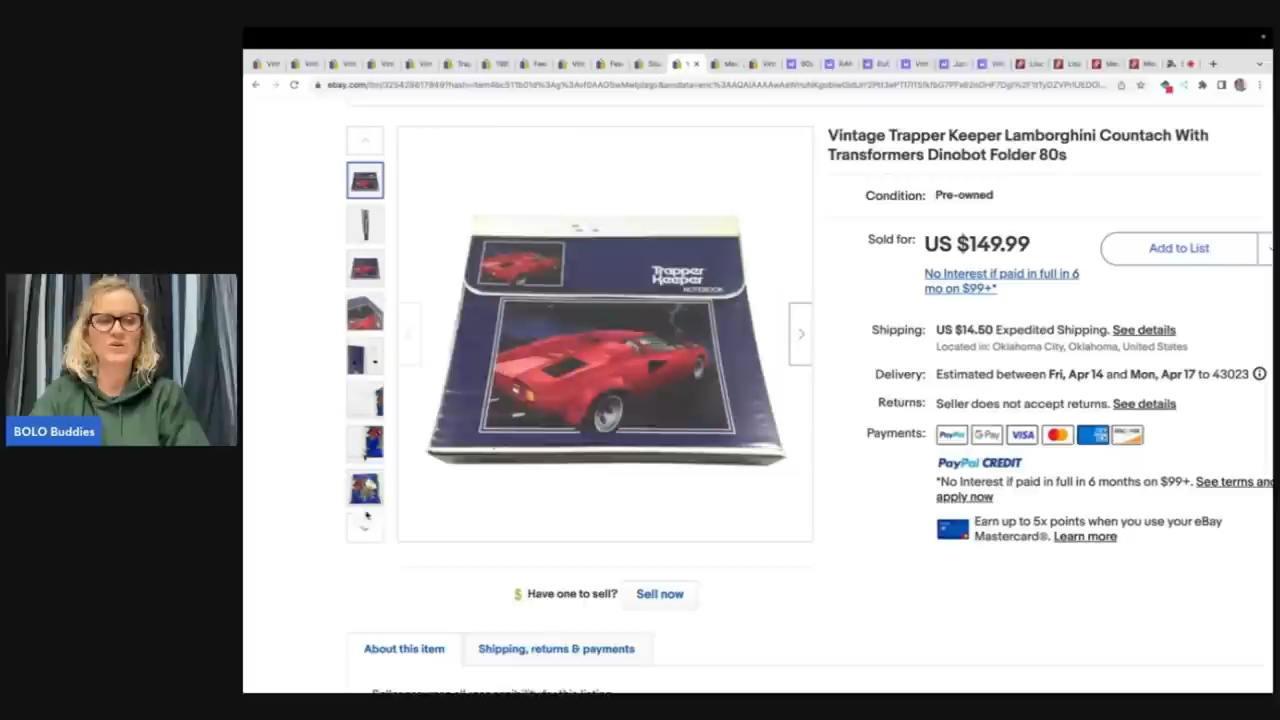 Vintage Trapper Keeper Lamborghini Countach With
Transformers Dinobot Folder 80s
Condition: Pre-owned
Sold for: US $149.99
Add to List
No Interest if paid in full in 6
mo on $99+*
Shipping: US $14.50 Expedited Shipping. See details
Located in: Oklahoma City, Oklahoma, United States
Delivery: Estimated between Fri, Apr 14 and Mon, Apr 17 to 43023
Returns: Seller does not accept returns. See details
Payments: PayPal G Pay VISA
PayPal CREDIT
*No Interest if paid in full in 6 months on $99+. See terms and
apply now
Earn up to 5x points when you use your eBay
Mastercard®. Learn more
Trapper
Keeper
NOTEBOOK
BOLO Buddies
$ Have one to sell? Sell now
About this item
Shipping, returns & payments